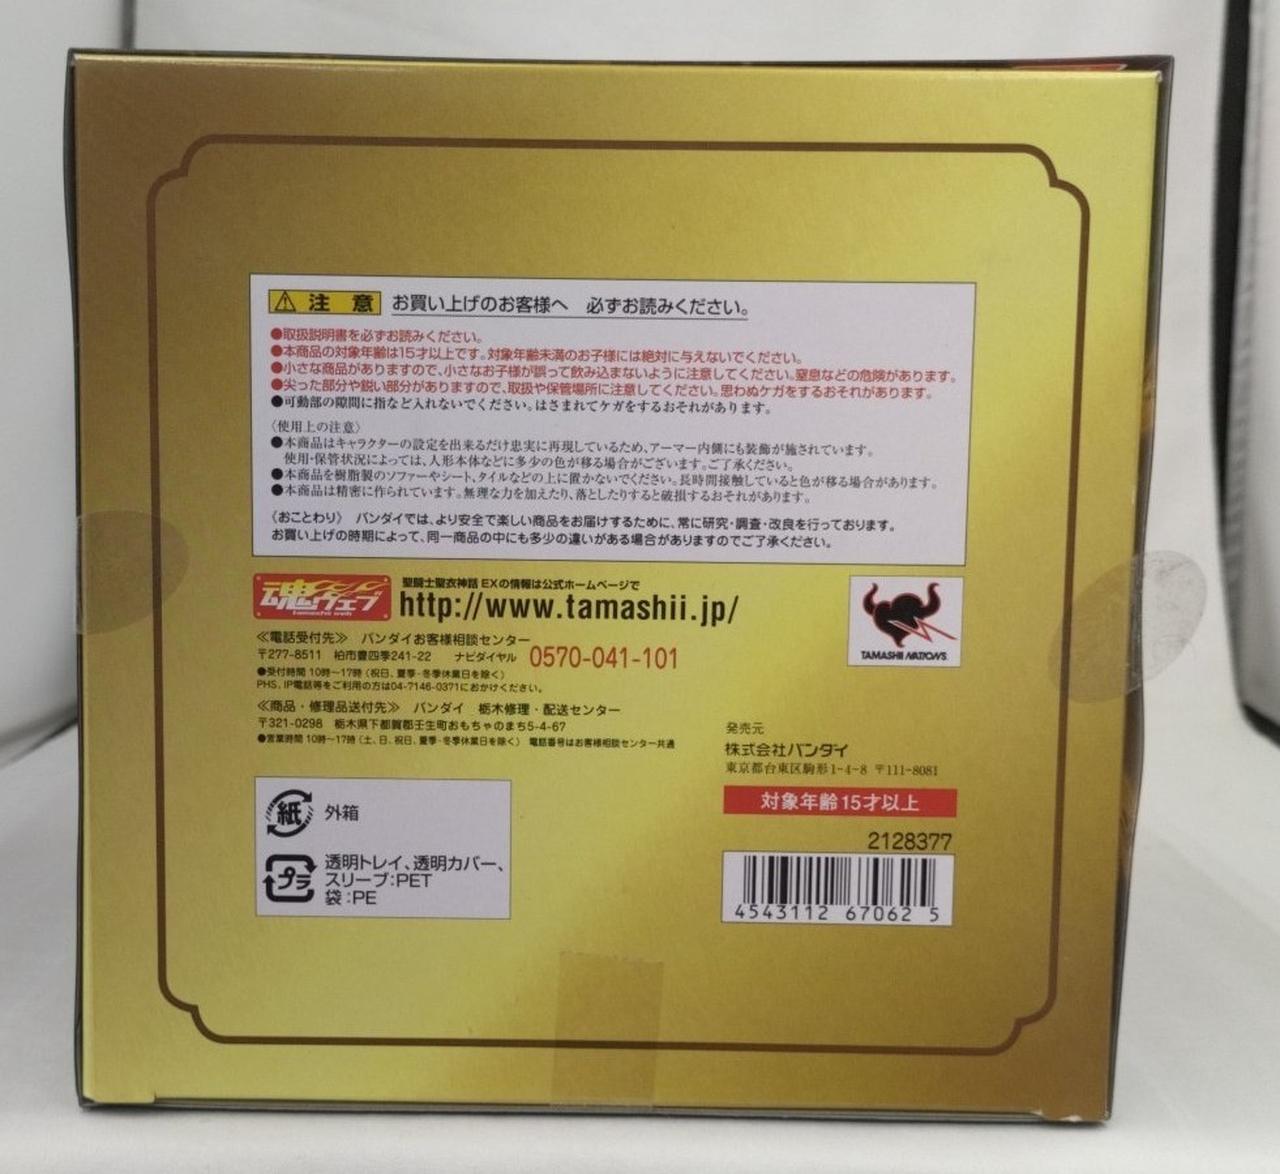 注 意 お買い上げのお客様へ 必ずお読みください。
●取扱説明書を必ずお読みください。
●本商品の対象年齢は15才以上です。対象年齢未満のお子様には絶対に与えないでください。
●小さな商品がありますので、小さなお子様が誤って飲み込まないように注意してください。窒息などの危険があります。
●尖った部分や鋭い部分がありますので、取扱や保管場所に注意してください。思わぬケガをするおそれがあります。
●可動部の隙間に指など入れないでください。はさまれてケガをするおそれがあります。
〈使用上の注意〉
●本商品はキャラクターの設定を出来るだけ忠実に再現しているため、アーマー内側にも装飾が施されています。
使用・保管状況によっては、人形本体などに多少の色が移る場合がございます。ご了承ください。
●本商品を樹脂製のソファーやシート、タイルなどの上に置かないでください。長時間接触していると色が移る場合があります。
●本商品は精密に作られています。無理な力を加えたり、落としたりすると破損するおそれがあります。
〈おことわり〉 バンダイでは、より安全で楽しい商品をお届けするために、常に研究・調査・改良を行っております。
お買い上げの時期によって、同一商品の中にも多少の違いがある場合がありますのでご了承ください。
魂ウェブ
tamashii web
聖闘士聖衣神話 EXの情報は公式ホームページで
http://www.tamashii.jp/
TAMASHII NATIONS
≪電話受付先≫ バンダイお客様相談センター
〒277-8511 柏市豊四季241-22 ナビダイヤル 0570-041-101
●受付時間 10時〜17時（祝日、夏季・冬季休業日を除く）
PHS、IP電話等をご利用の方は04-7146-0371におかけください。
≪商品・修理品送付先≫ バンダイ 栃木修理・配送センター
〒321-0298 栃木県下都賀郡壬生町おもちゃのまち5-4-67
●営業時間 10時〜17時（土、日、祝日、夏季・冬季休業日を除く） 電話番号はお客様相談センター共通
発売元
株式会社バンダイ
東京都台東区駒形1-4-8 〒111-8081
対象年齢15才以上
2128377
4543112 67062 5
紙 外箱
プラ 透明トレイ、透明カバー、
スリーブ:PET
袋:PE